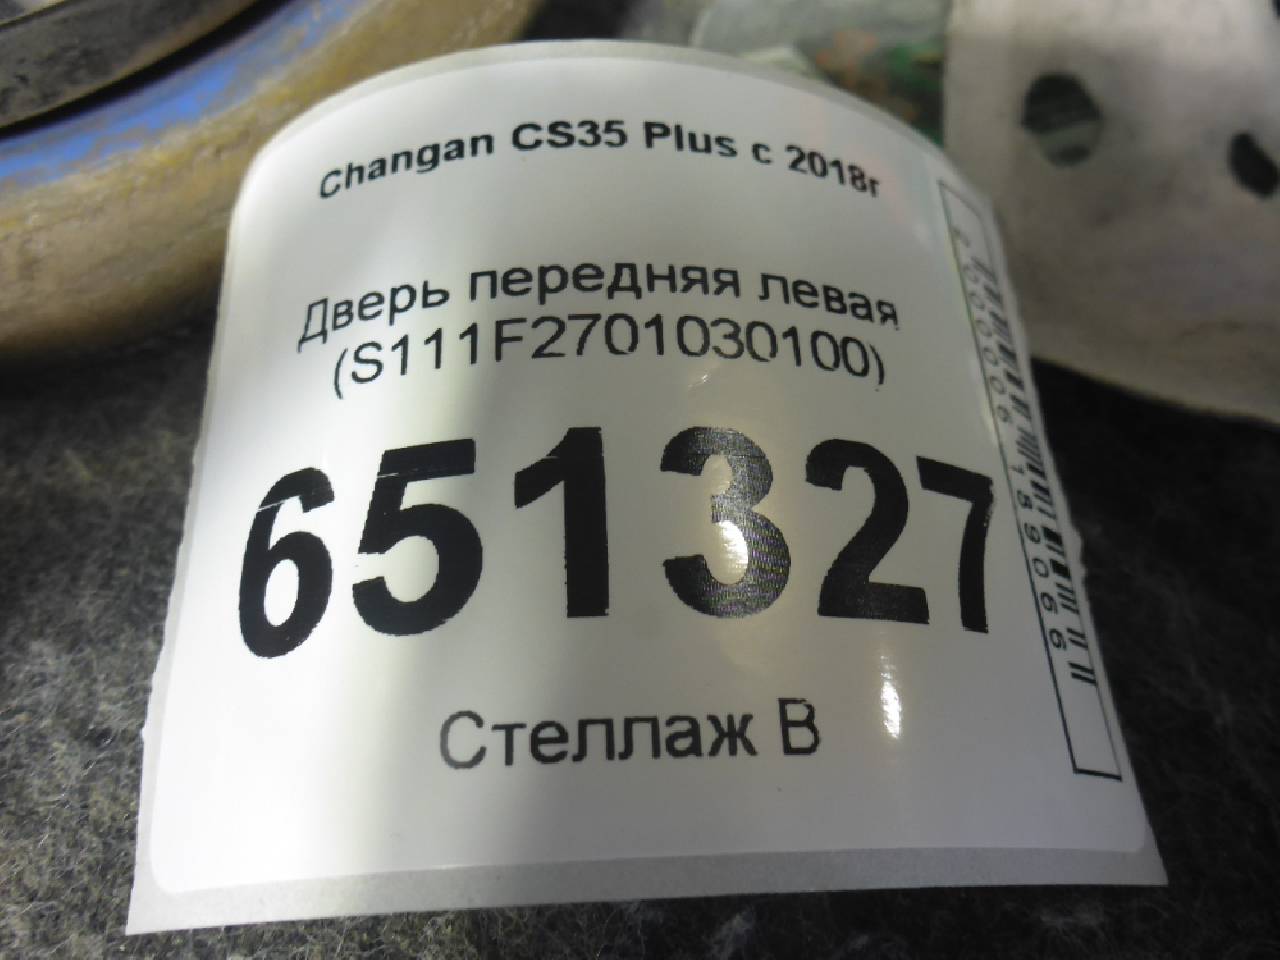 Changan CS35 Plus с 2018г
Дверь передняя левая
(S111F2701030100)
651327
Стеллаж В